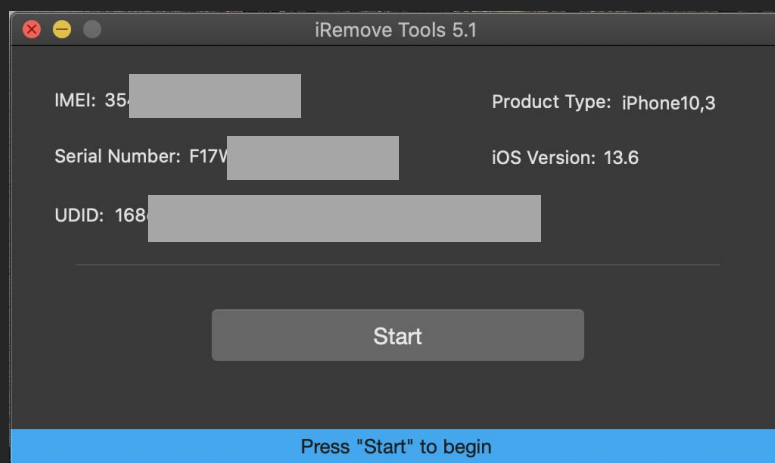 iRemove Tools 5.1
IMEI: 35
Product Type: iPhone10,3
Serial Number: F17
iOS Version: 13.6
UDID: 168
Start
Press "Start" to begin